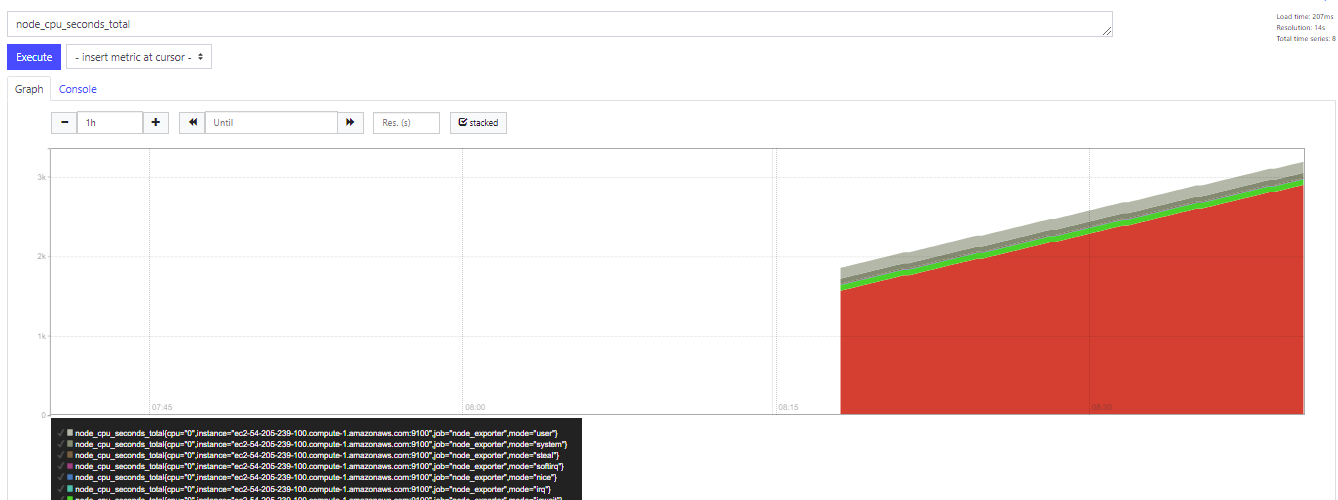 node_cpu_seconds_total
Load time: 207ms
Resolution: 14s
Total time series: 8
Execute
- insert metric at cursor -
Graph
Console
1h
Until
Res. (s)
stacked
3k
2k
1k
0
07:45
08:00
08:15
08:30
node_cpu_seconds_total{cpu="0",instance="ec2-54-205-239-100.compute-1.amazonaws.com:9100",job="node_exporter",mode="user"}
node_cpu_seconds_total{cpu="0",instance="ec2-54-205-239-100.compute-1.amazonaws.com:9100",job="node_exporter",mode="system"}
node_cpu_seconds_total{cpu="0",instance="ec2-54-205-239-100.compute-1.amazonaws.com:9100",job="node_exporter",mode="steal"}
node_cpu_seconds_total{cpu="0",instance="ec2-54-205-239-100.compute-1.amazonaws.com:9100",job="node_exporter",mode="softirq"}
node_cpu_seconds_total{cpu="0",instance="ec2-54-205-239-100.compute-1.amazonaws.com:9100",job="node_exporter",mode="nice"}
node_cpu_seconds_total{cpu="0",instance="ec2-54-205-239-100.compute-1.amazonaws.com:9100",job="node_exporter",mode="irq"}